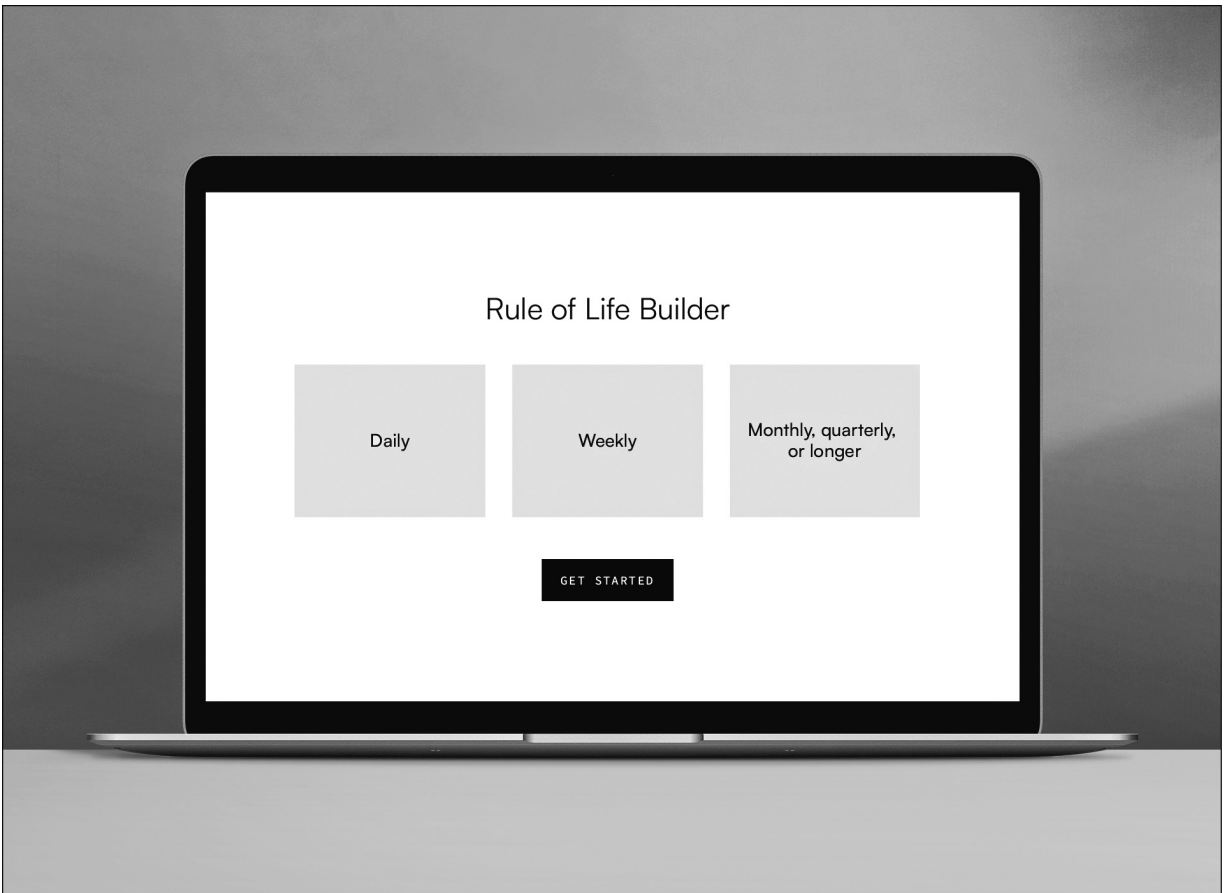 Rule of Life Builder
Daily
Weekly
Monthly, quarterly,
or longer
GET STARTED